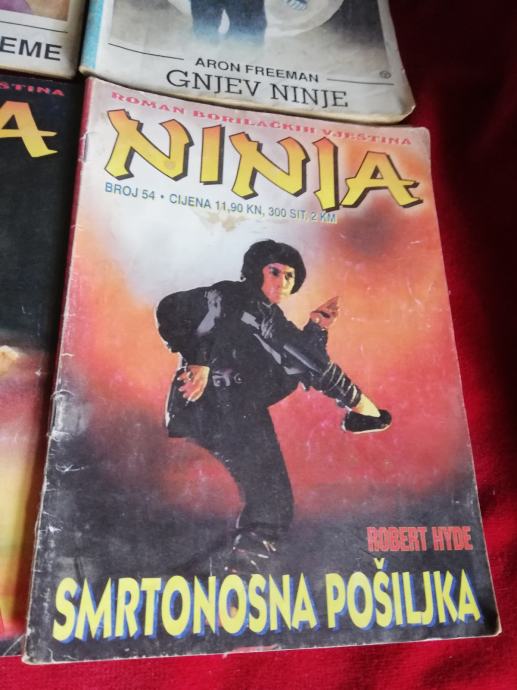 EME
ARON FREEMAN
GNJEV NINJE
ŠTINA
A
ROMAN BORILAČKIH VJEŠTINA
NINJA
BROJ 54 • CIJENA 11,90 KN, 300 SIT, 2 KM
ROBERT HYDE
SMRTONOSNA POŠILJKA